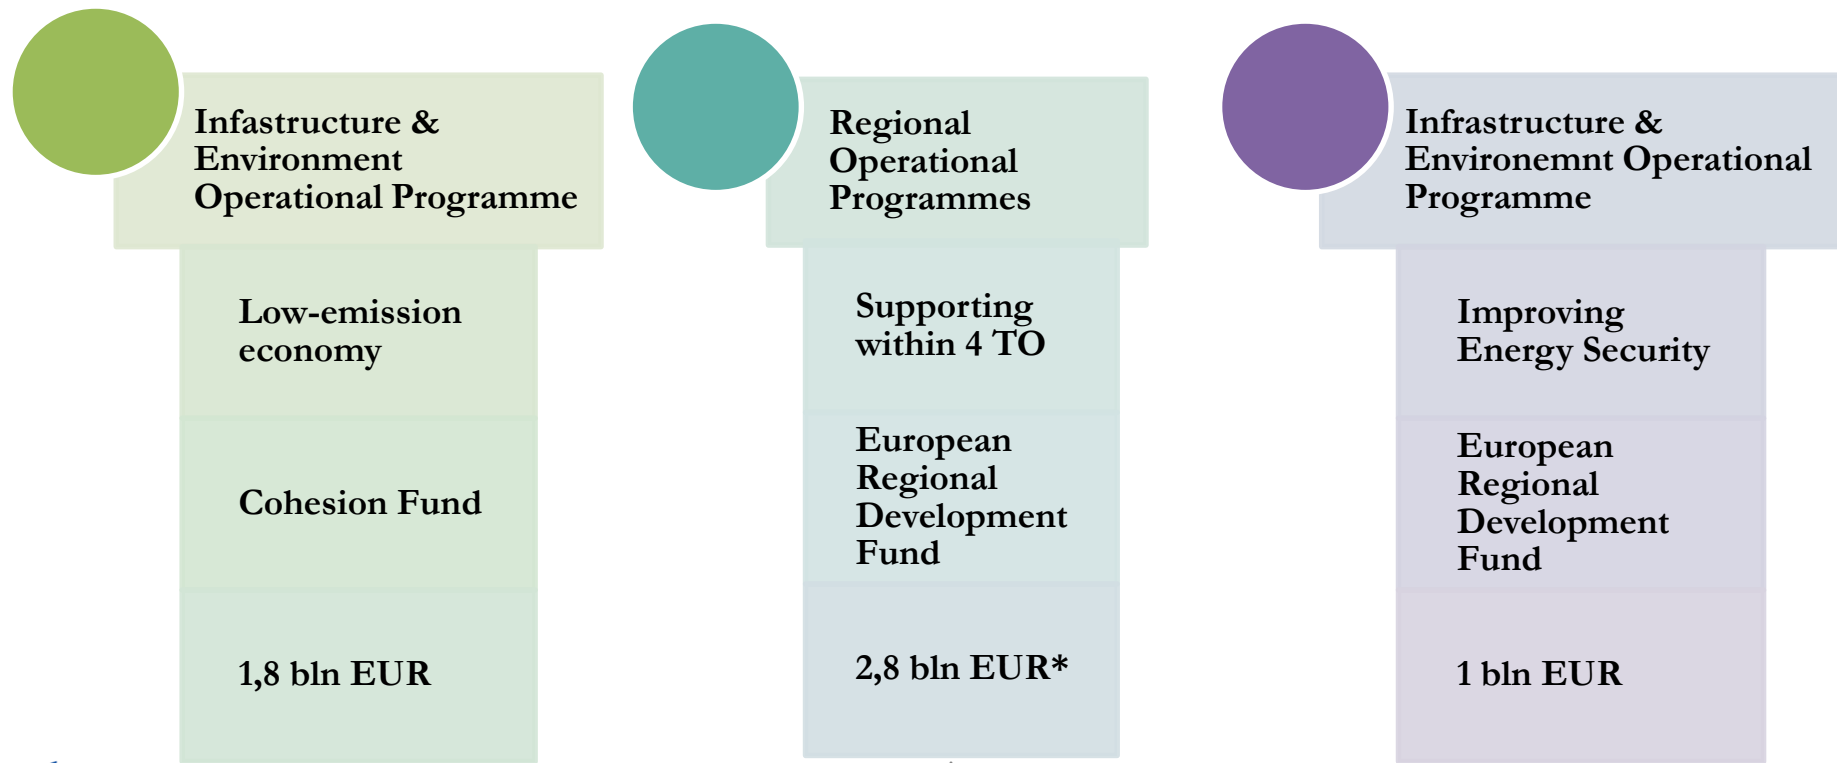 Infastructure &
Environment
Operational Programme
Low-emission
economy
Cohesion Fund
1,8 bln EUR
Regional
Operational
Programmes
Supporting
within 4 TO
European
Regional
Development
Fund
2,8 bln EUR*
Infrastructure &
Environemnt Operational
Programme
Improving
Energy Security
European
Regional
Development
Fund
1 bln EUR